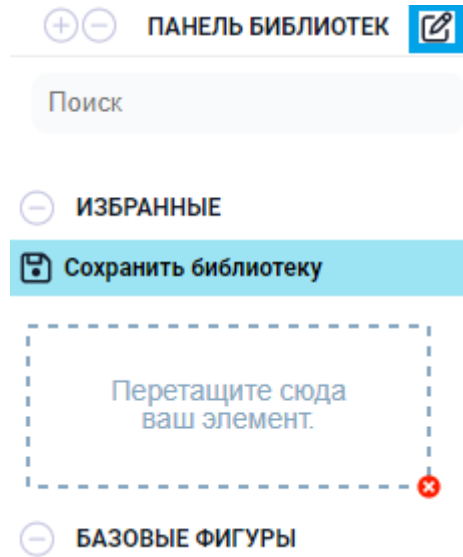 ПАНЕЛЬ БИБЛИОТЕК
Поиск
ИЗБРАННЫЕ
Сохранить библиотеку
Перетащите сюда
ваш элемент.
БАЗОВЫЕ ФИГУРЫ